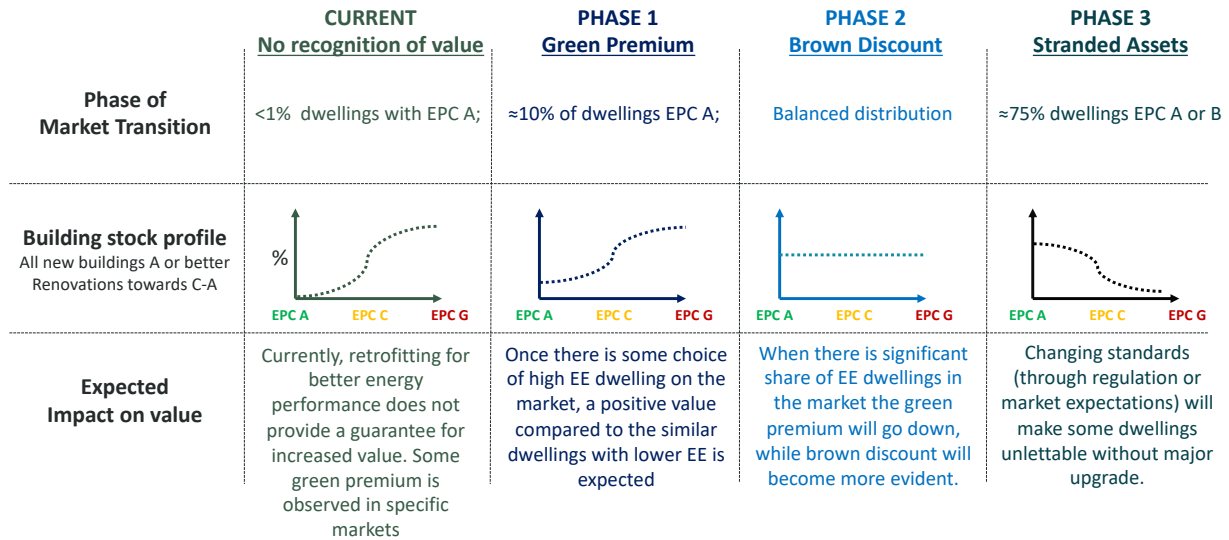 CURRENT
No recognition of value
PHASE 1
Green Premium
PHASE 2
Brown Discount
PHASE 3
Stranded Assets
Phase of
Market Transition
<1%  dwellings with EPC A;
≈10% of dwellings EPC A;
Balanced distribution
≈75% dwellings EPC A or B
Building stock profile
All new buildings A or better
Renovations towards C-A
%
EPC A
EPC C
EPC G
EPC A
EPC C
EPC G
EPC A
EPC C
EPC G
EPC A
EPC C
EPC G
Expected
Impact on value
Currently, retrofitting for
better energy
performance does not
provide a guarantee for
increased value. Some
green premium is
observed in specific
markets
Once there is some choice
of high EE dwelling on the
market, a positive value
compared to the similar
dwellings with lower EE is
expected
When there is significant
share of EE dwellings in
the market the green
premium will go down,
while brown discount will
become more evident.
Changing standards
(through regulation or
market expectations) will
make some dwellings
unlettable without major
upgrade.